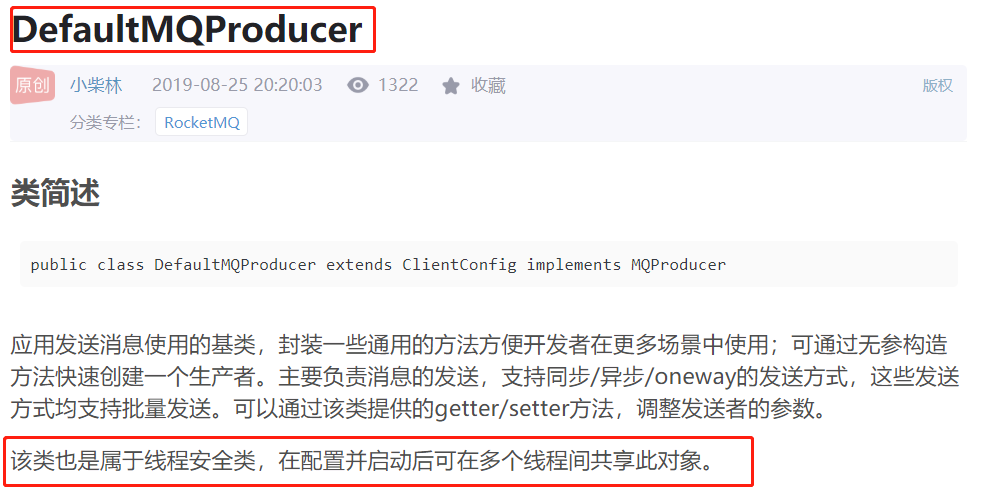 DefaultMQProducer
原创 小柴林 2019-08-25 20:20:03 1322 收藏 版权
分类专栏： RocketMQ
类简述
public class DefaultMQProducer extends ClientConfig implements MQProducer
应用发送消息使用的基类，封装一些通用的方法方便开发者在更多场景中使用；可通过无参构造
方法快速创建一个生产者。主要负责消息的发送，支持同步/异步/oneway的发送方式，这些发送
方式均支持批量发送。可以通过该类提供的getter/setter方法，调整发送者的参数。
该类也是属于线程安全类，在配置并启动后可在多个线程间共享此对象。